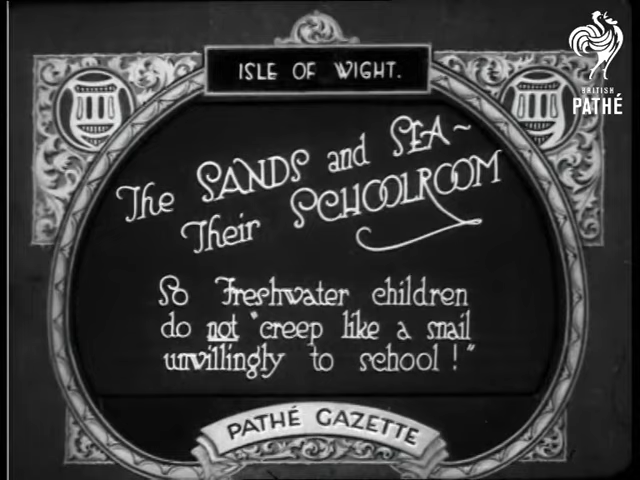 ISLE OF WIGHT.
BRITISH
PATHÉ
The SANDS and SEA~
Their SCHOOLROOM
So Freshwater children
do not "creep like a snail
unwillingly to school!"
PATHÉ GAZETTE